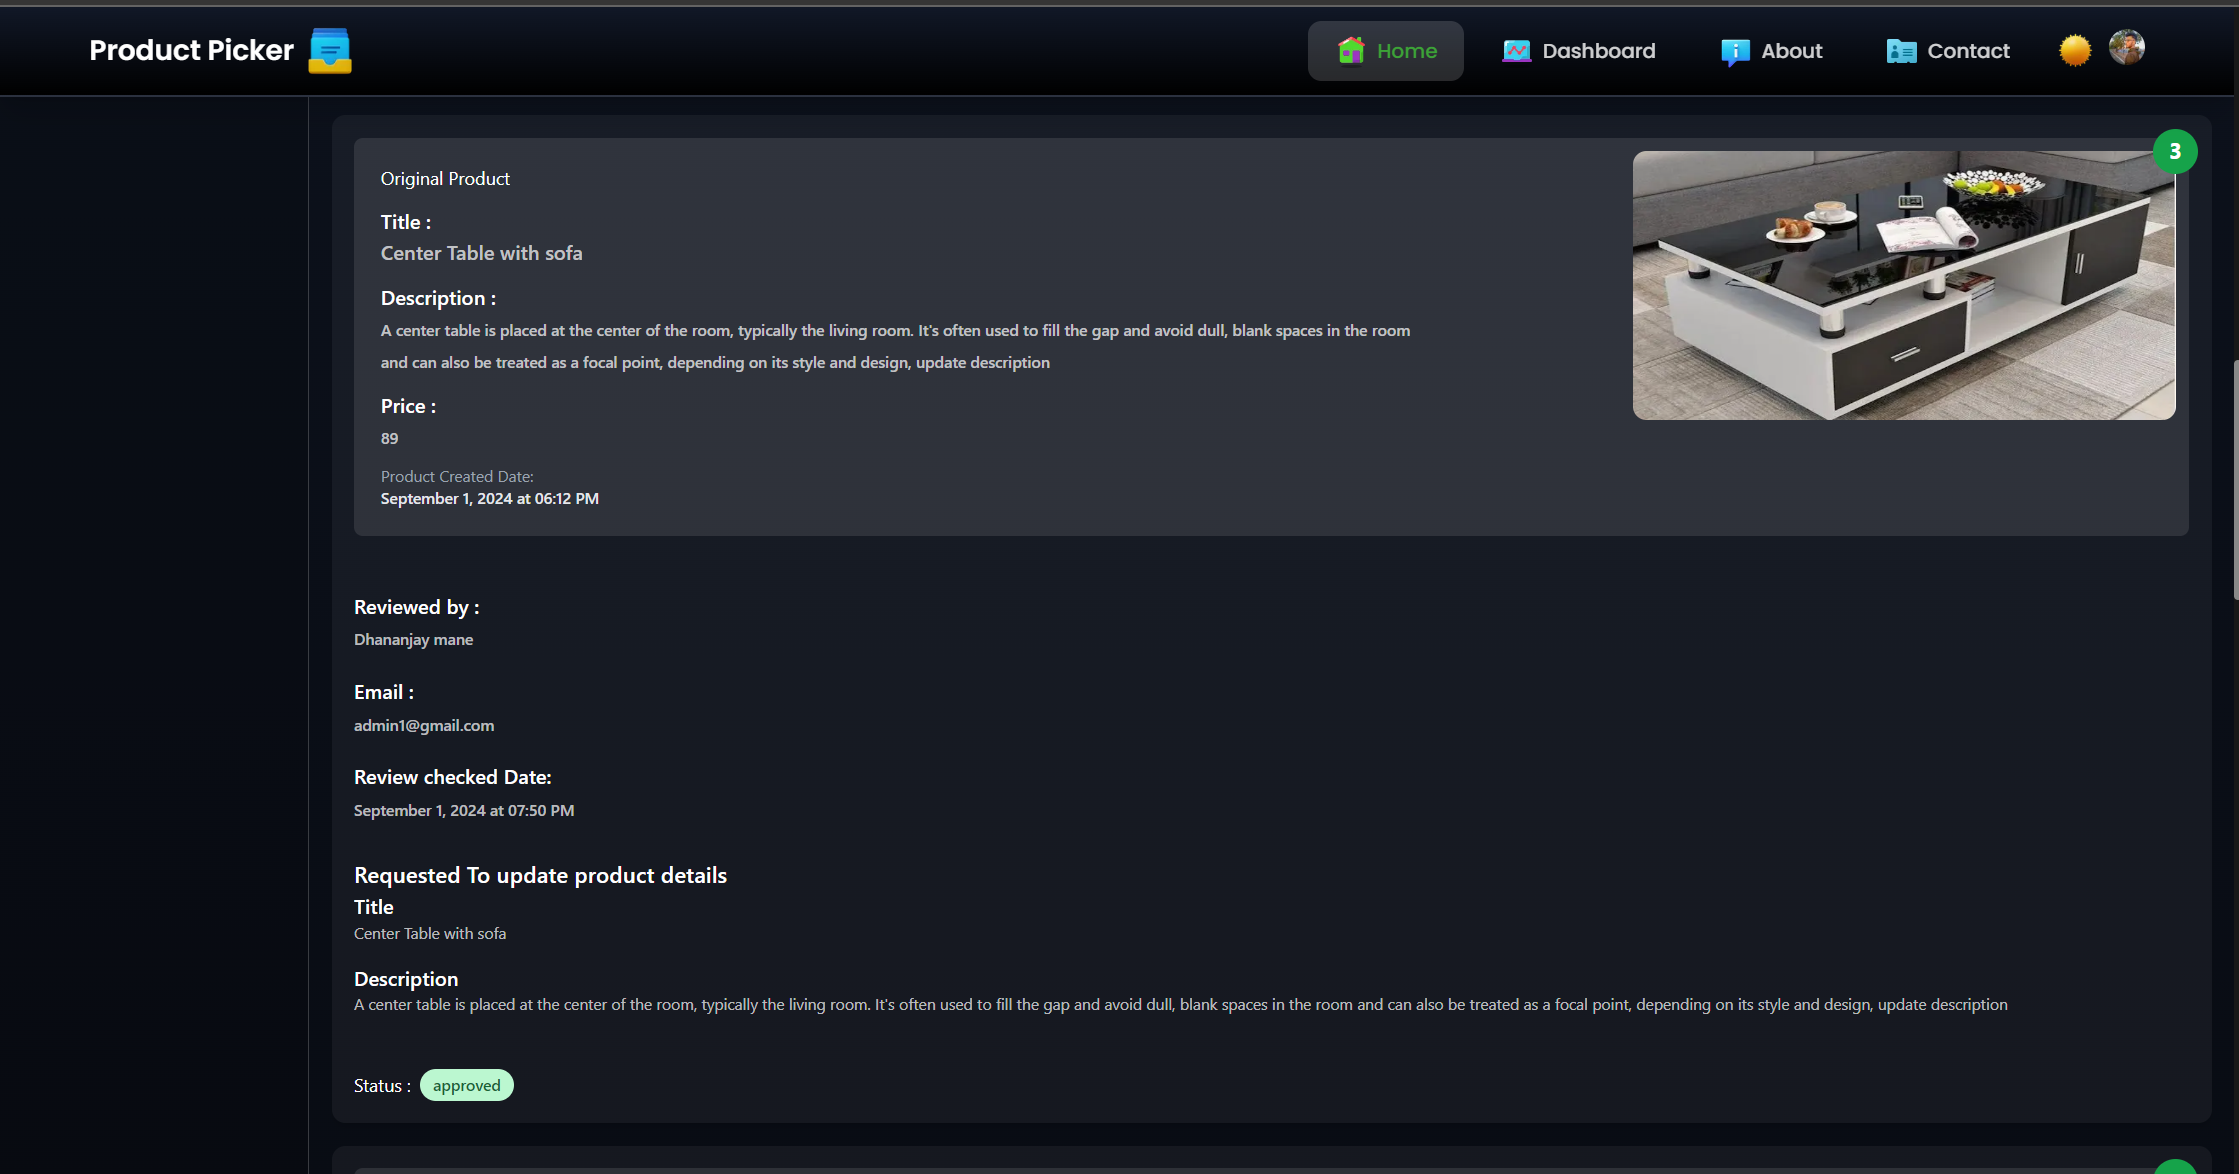 Product Picker
Home
Dashboard
About
Contact
3
Original Product
Title :
Center Table with sofa
Description :
A center table is placed at the center of the room, typically the living room. It's often used to fill the gap and avoid dull, blank spaces in the room
and can also be treated as a focal point, depending on its style and design, update description
Price :
89
Product Created Date:
September 1, 2024 at 06:12 PM
Reviewed by :
Dhananjay mane
Email :
admin1@gmail.com
Review checked Date:
September 1, 2024 at 07:50 PM
Requested To update product details
Title
Center Table with sofa
Description
A center table is placed at the center of the room, typically the living room. It's often used to fill the gap and avoid dull, blank spaces in the room and can also be treated as a focal point, depending on its style and design, update description
Status :
approved